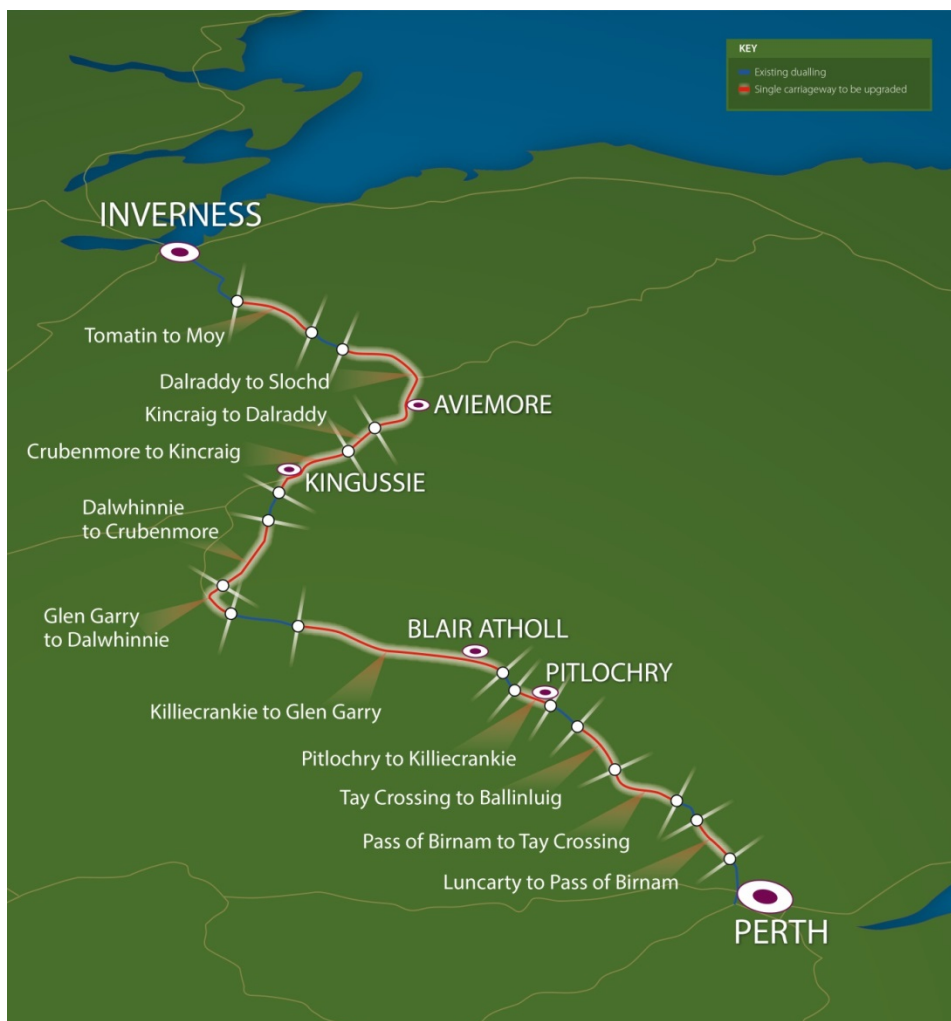 KEY
Existing dualling
Single carriageway to be upgraded
INVERNESS
Tomatin to Moy
Dalraddy to Slochd
AVIEMORE
Kincraig to Dalraddy
Crubenmore to Kincraig
KINGUSSIE
Dalwhinnie
to Crubenmore
Glen Garry
to Dalwhinnie
BLAIR ATHOLL
PITLOCHRY
Killiecrankie to Glen Garry
Pitlochry to Killiecrankie
Tay Crossing to Ballinluig
Pass of Birnam to Tay Crossing
Luncarty to Pass of Birnam
PERTH